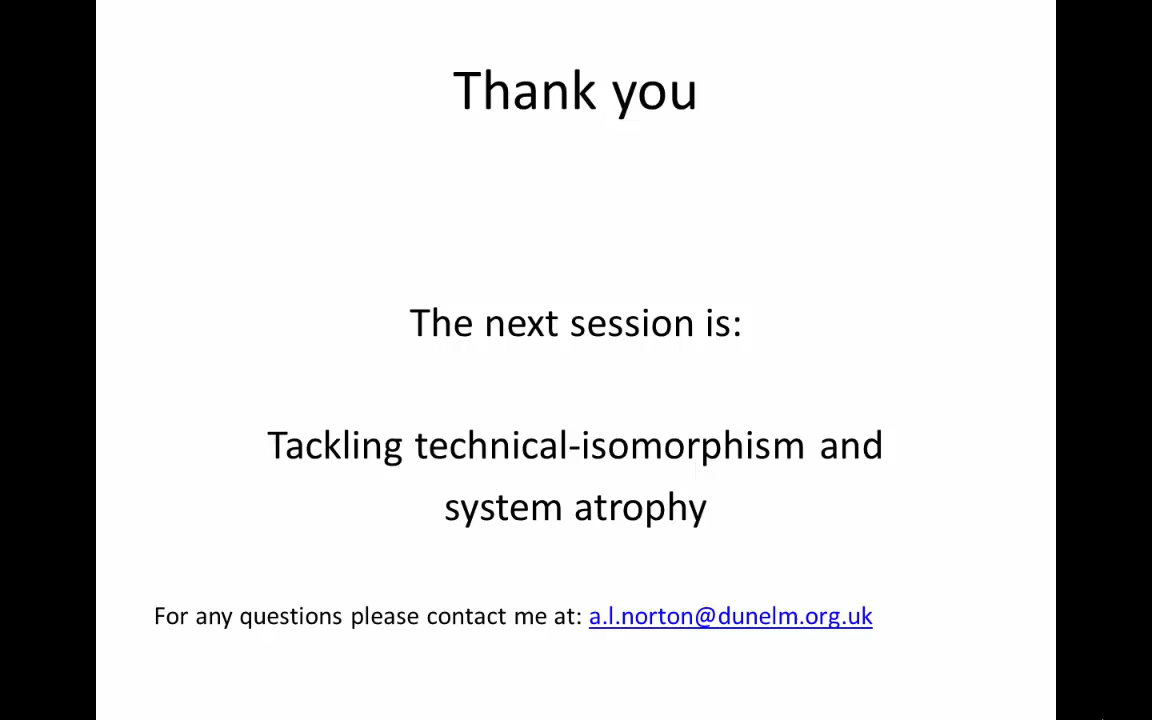 Thank you
The next session is:
Tackling technical-isomorphism and
system atrophy
For any questions please contact me at: a.l.norton@dunelm.org.uk